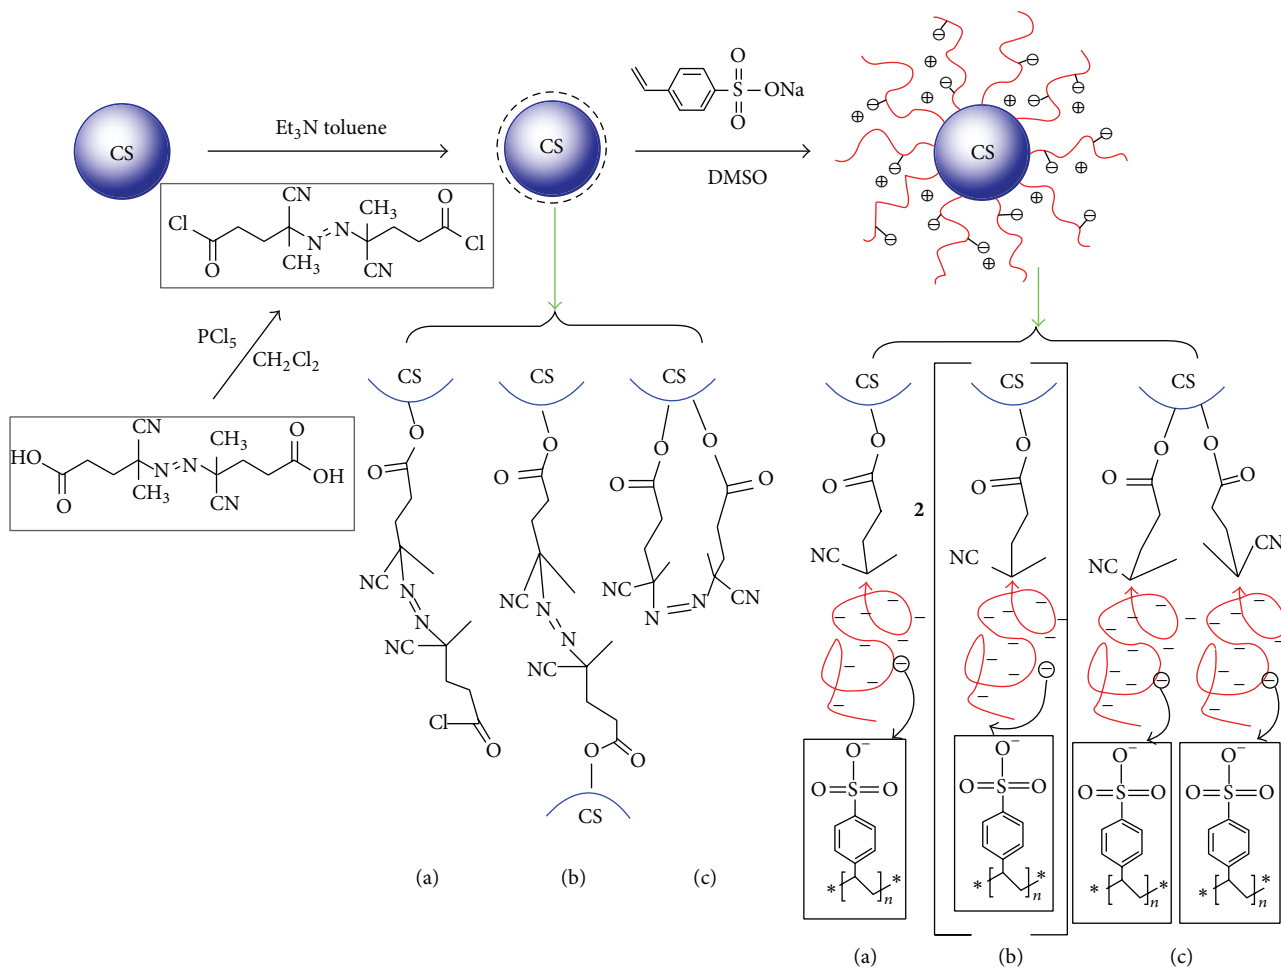 CS
Et₃N toluene
CS
O
S
ONa
O
DMSO
CS
CN
CH₃
O
Cl
N
N
Cl
O
CH₃
CN
PCl₅
CH₂Cl₂
CN
CH₃
O
HO
N
N
O
CH₃
CN
OH
CS
O
O
NC
N
N
NC
Cl
O
CS
O
O
NC
N
N
NC
O
O
CS
CS
O
O
O
O
NC
N
N
CN
CS
O
O
NC
2
CS
O
O
NC
CS
O
O
O
O
NC
CN
O⁻
O=S=O
* [ ]n *
O⁻
O=S=O
* [ ]n *
O⁻
O=S=O
* [ ]n *
O⁻
O=S=O
* [ ]n *
(a) (b) (c)
(a) (b) (c)